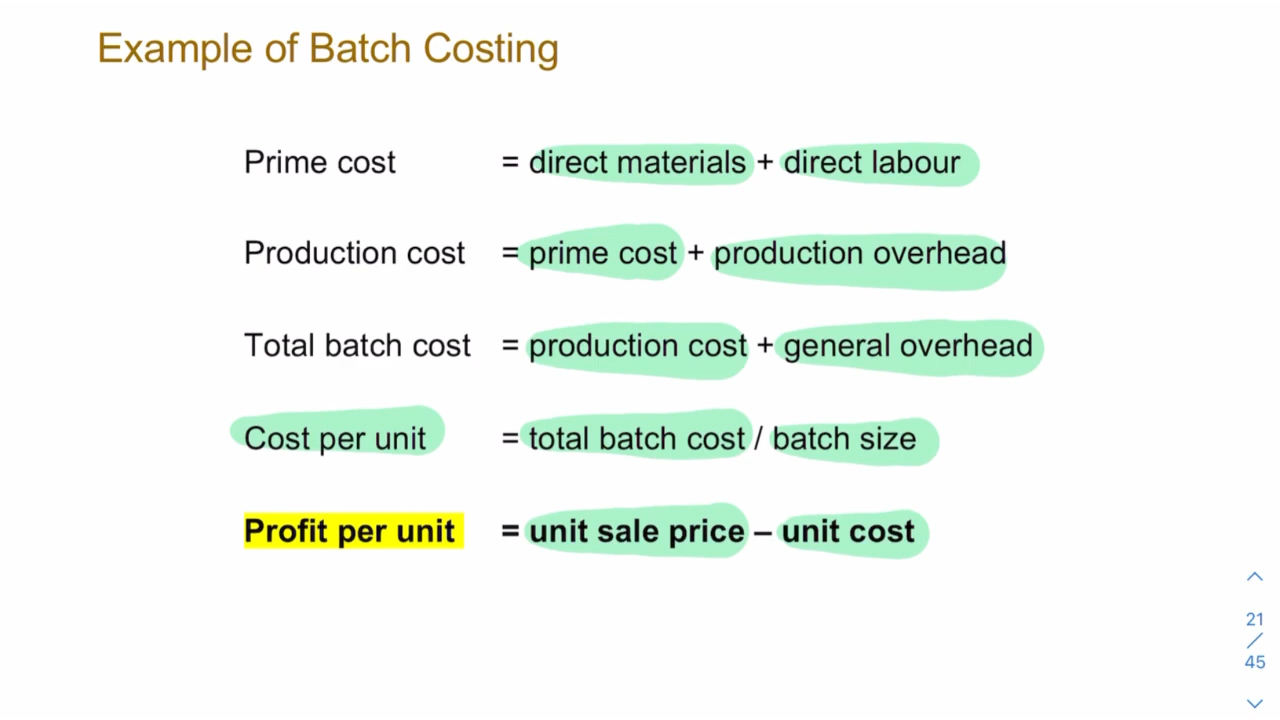 Example of Batch Costing
Prime cost = direct materials + direct labour
Production cost = prime cost + production overhead
Total batch cost = production cost + general overhead
Cost per unit = total batch cost / batch size
Profit per unit = unit sale price – unit cost
21
/
45